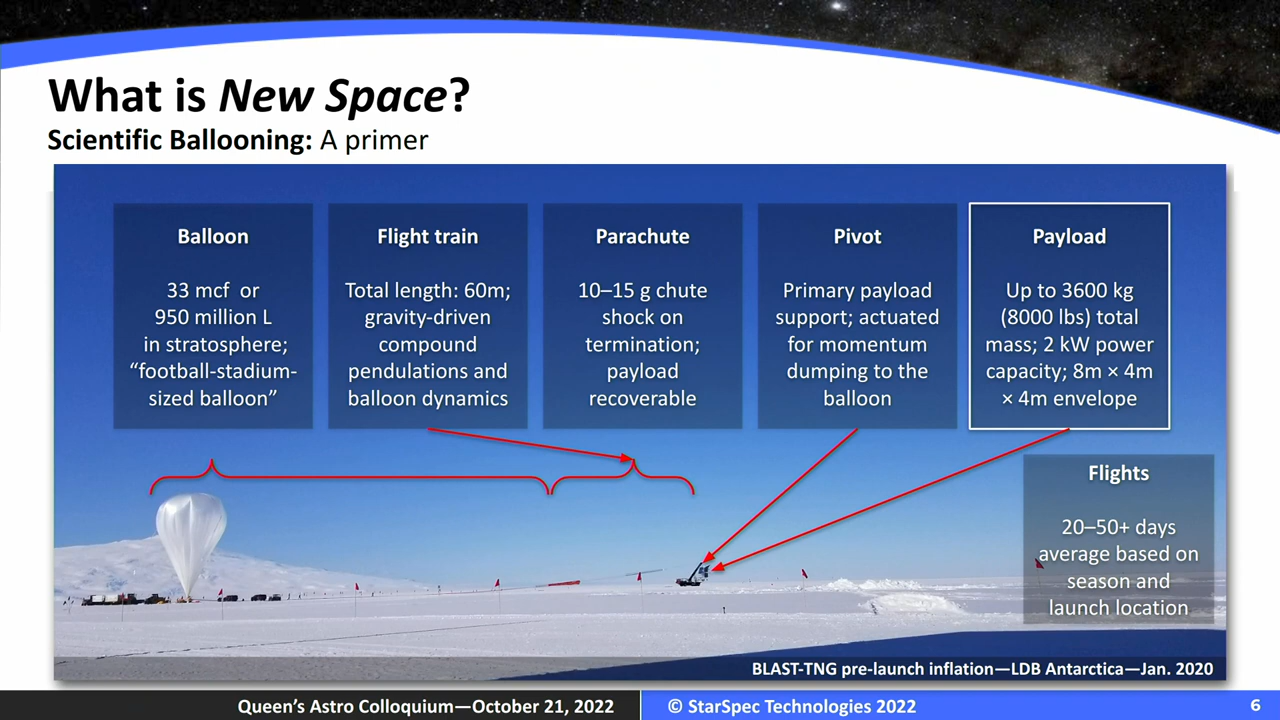 What is New Space?
Scientific Ballooning: A primer
Balloon
33 mcf or
950 million L
in stratosphere;
“football-stadium-
sized balloon”
Flight train
Total length: 60m;
gravity-driven
compound
pendulations and
balloon dynamics
Parachute
10–15 g chute
shock on
termination;
payload
recoverable
Pivot
Primary payload
support; actuated
for momentum
dumping to the
balloon
Payload
Up to 3600 kg
(8000 lbs) total
mass; 2 kW power
capacity; 8m × 4m
× 4m envelope
Flights
20–50+ days
average based on
season and
launch location
BLAST-TNG pre-launch inflation—LDB Antarctica—Jan. 2020
Queen’s Astro Colloquium—October 21, 2022
© StarSpec Technologies 2022
6